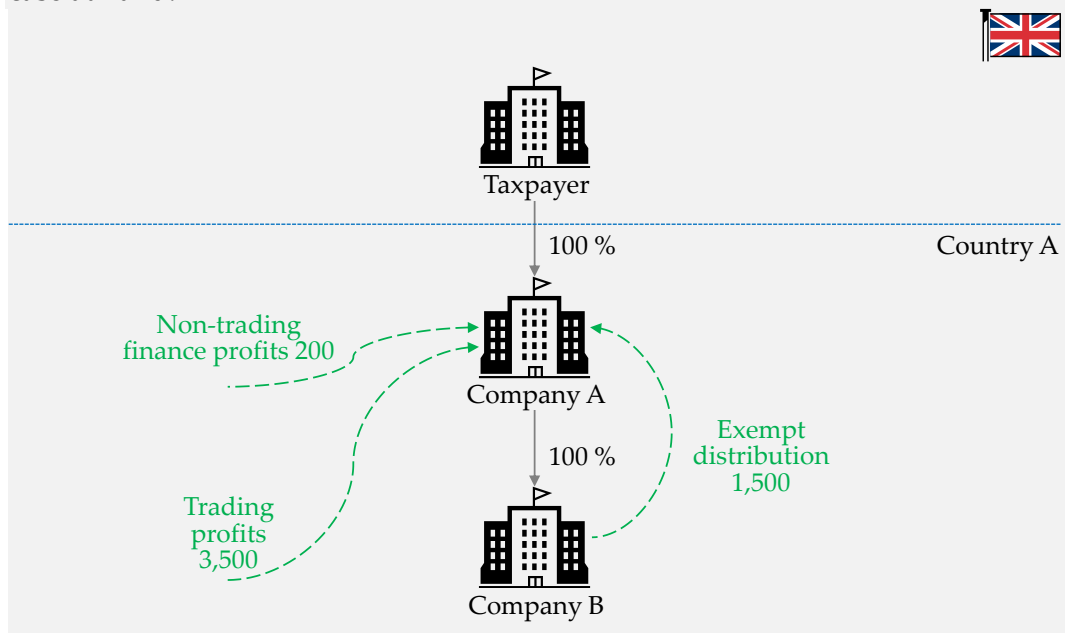 Taxpayer
100 %
Country A
Non-trading
finance profits 200
Company A
100 %
Exempt
distribution
1,500
Trading
profits
3,500
Company B